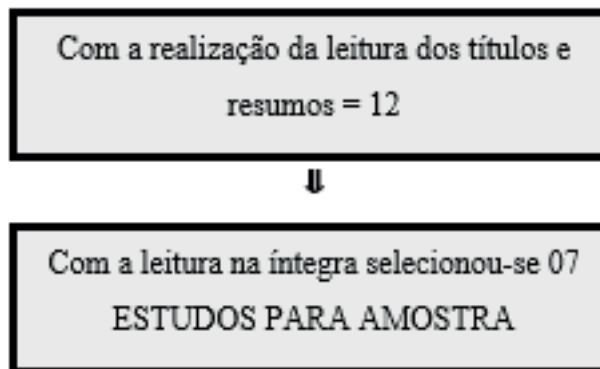 Com a realização da leitura dos títulos e
resumos = 12
⇓
Com a leitura na íntegra selecionou-se 07
ESTUDOS PARA AMOSTRA